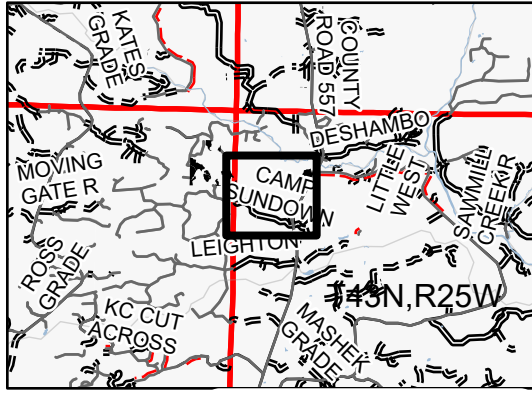 KATES
GRADE
COUNTY
ROAD 557
DESHAMBO
MOVING
GATE R
CAMP
SUNDOWN
LITTLE
WEST
SAWMILL
CREEK R
LEIGHTON
ROSS
GRADE
T43N,R25W
KC CUT
ACROSS
MASHEK
GRADE